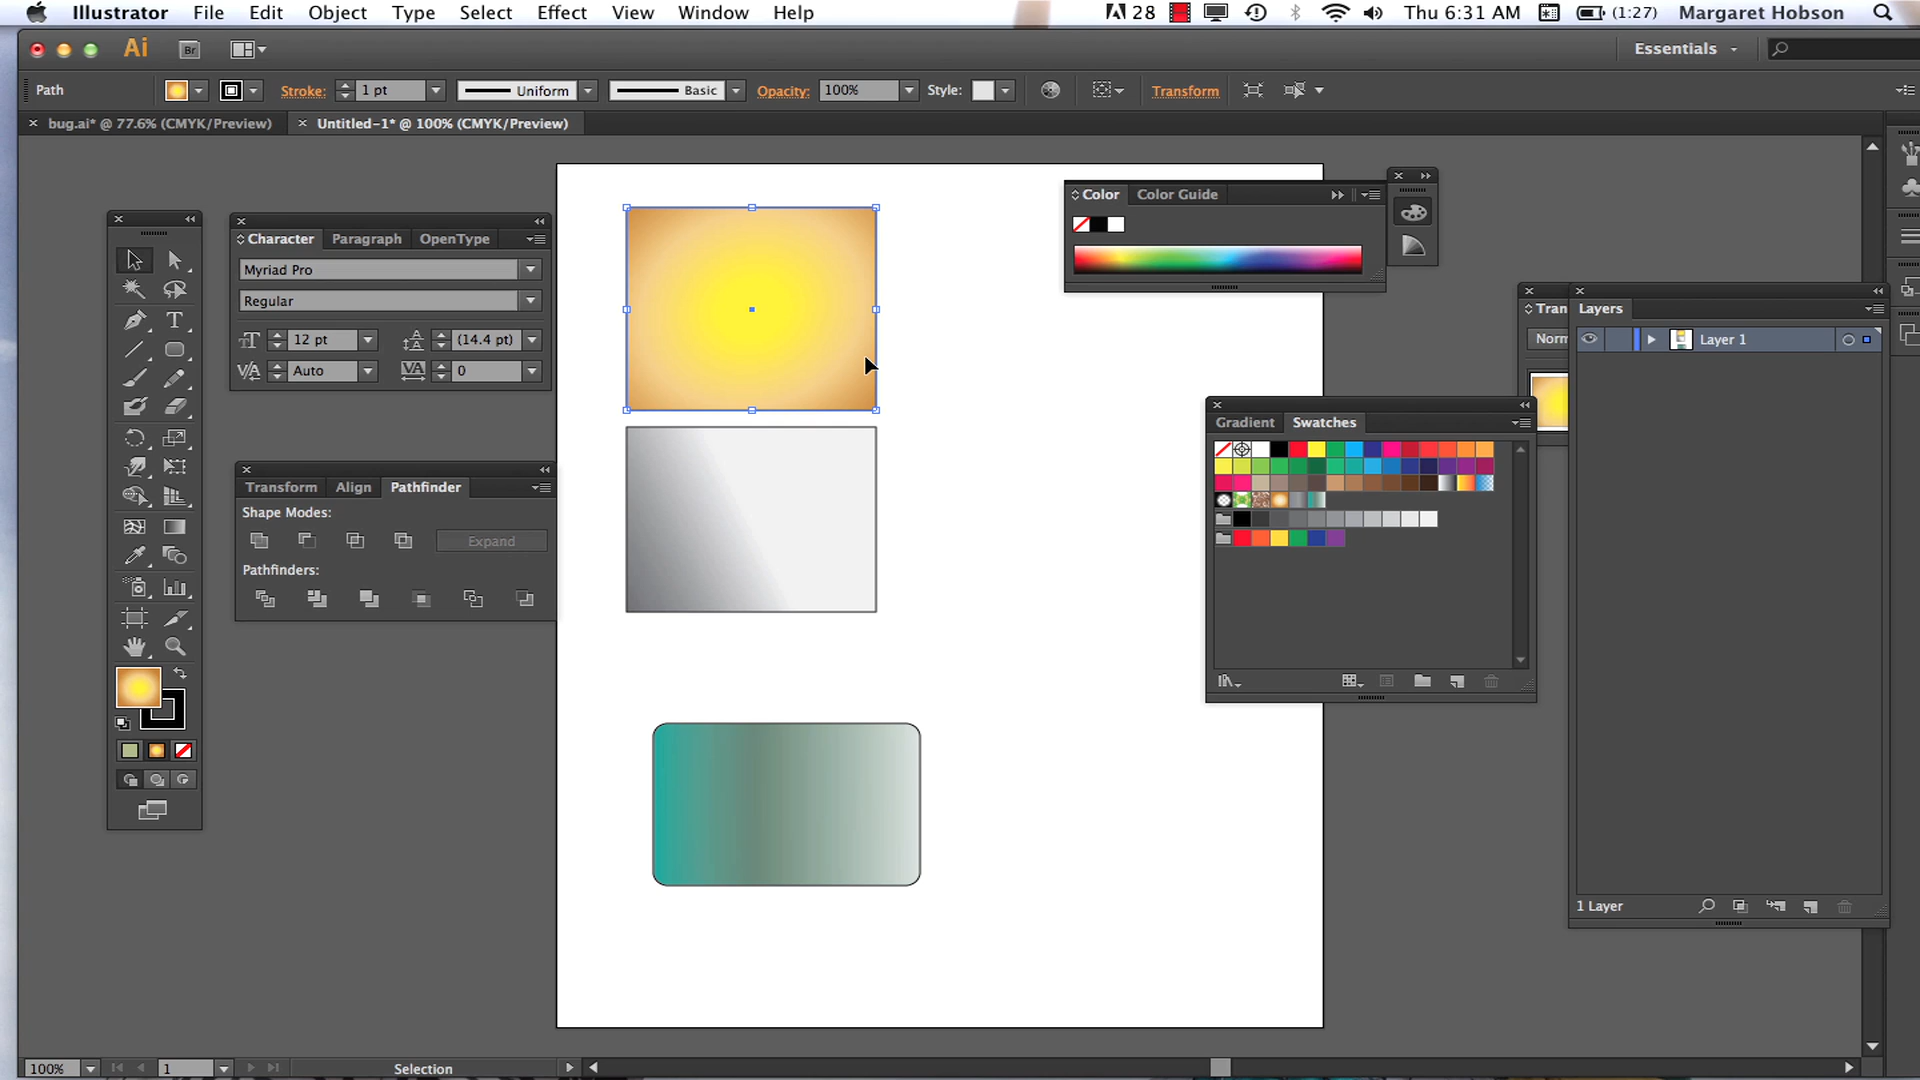 Illustrator File Edit Object Type Select Effect View Window Help 28 Thu 6:31 AM (1:27) Margaret Hobson
Ai Br Essentials
Path Stroke: 1 pt Uniform Basic Opacity: 100% Style: Transform
bug.ai* @ 77.6% (CMYK/Preview) Untitled-1* @ 100% (CMYK/Preview)
Color Color Guide
Character Paragraph OpenType
Myriad Pro
Regular
12 pt (14.4 pt)
Auto 0
Tran Layers
Norm Layer 1
Gradient Swatches
Transform Align Pathfinder
Shape Modes:
Expand
Pathfinders:
1 Layer
100% 1 Selection